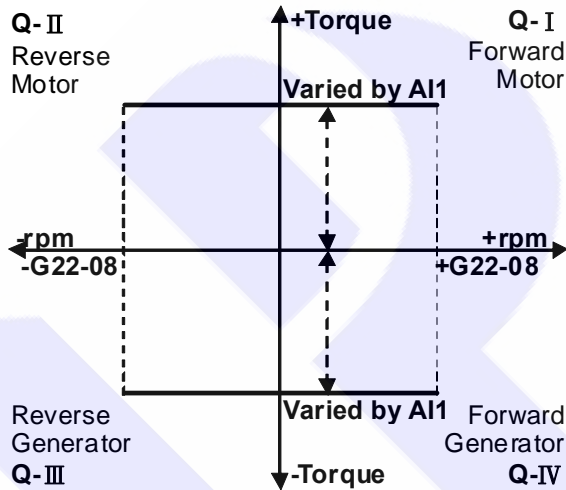 Q-Ⅱ
Reverse
Motor
+Torque
Q-Ⅰ
Forward
Motor
Varied by AI1
-rpm
-G22-08
+rpm
+G22-08
Varied by AI1
Reverse
Generator
Q-Ⅲ
-Torque
Forward
Generator
Q-Ⅳ